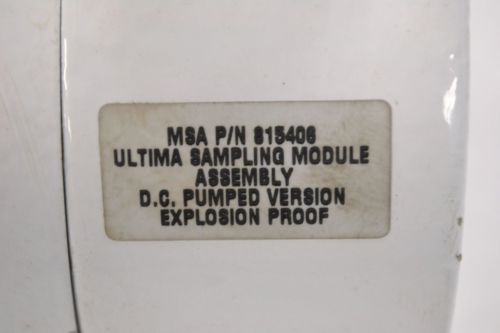 MSA P/N 815406
ULTIMA SAMPLING MODULE
ASSEMBLY
D.C. PUMPED VERSION
EXPLOSION PROOF